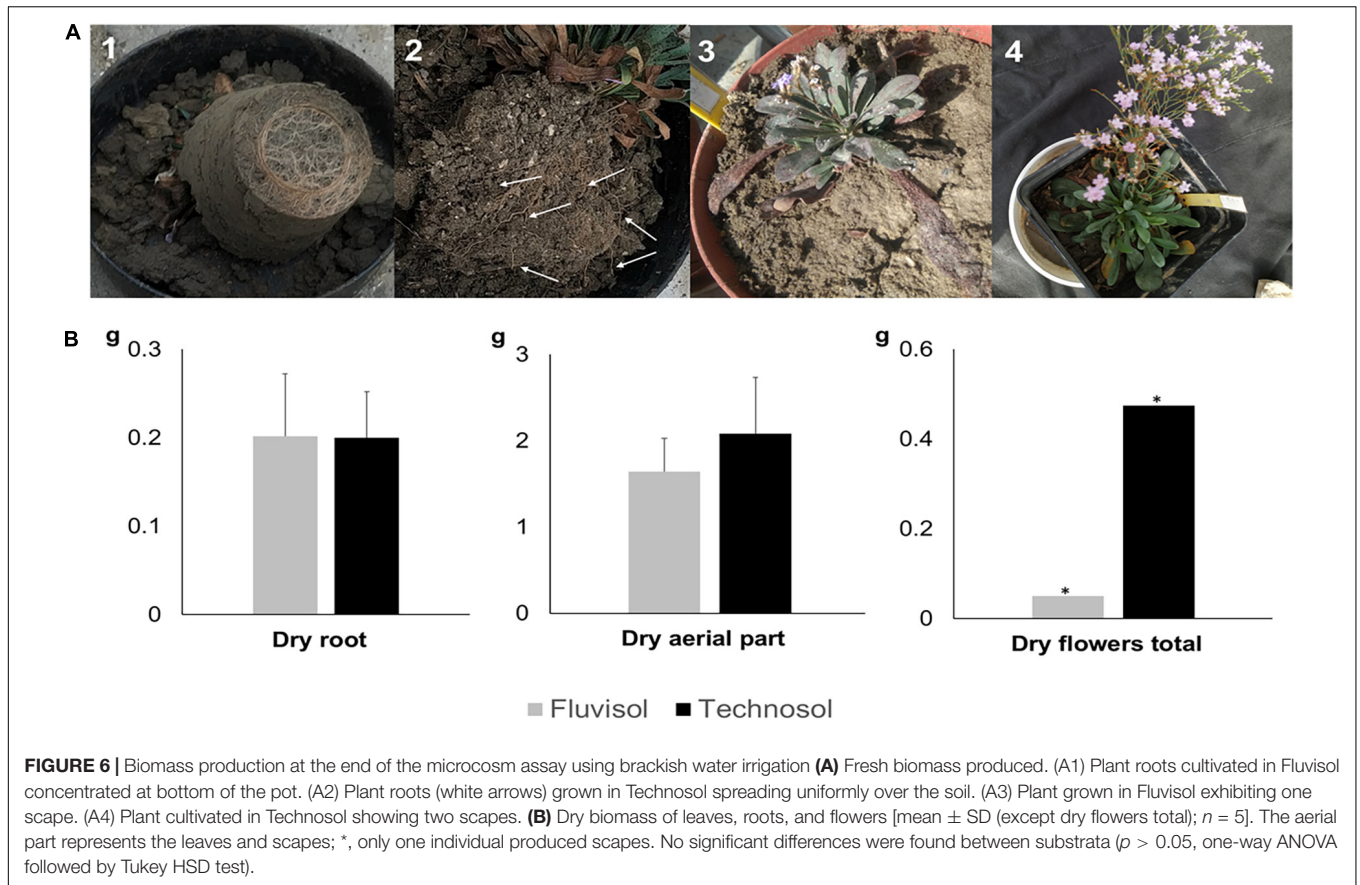 A
1 2 3 4
B
g g g
0.3
0.2
0.1
0
Dry root
3
2
1
0
Dry aerial part
0.6
0.4
0.2
0
* *
Dry flowers total
Fluvisol Technosol
FIGURE 6 | Biomass production at the end of the microcosm assay using brackish water irrigation (A) Fresh biomass produced. (A1) Plant roots cultivated in Fluvisol
concentrated at bottom of the pot. (A2) Plant roots (white arrows) grown in Technosol spreading uniformly over the soil. (A3) Plant grown in Fluvisol exhibiting one
scape. (A4) Plant cultivated in Technosol showing two scapes. (B) Dry biomass of leaves, roots, and flowers [mean ± SD (except dry flowers total); n = 5]. The aerial
part represents the leaves and scapes; *, only one individual produced scapes. No significant differences were found between substrata (p > 0.05, one-way ANOVA
followed by Tukey HSD test).